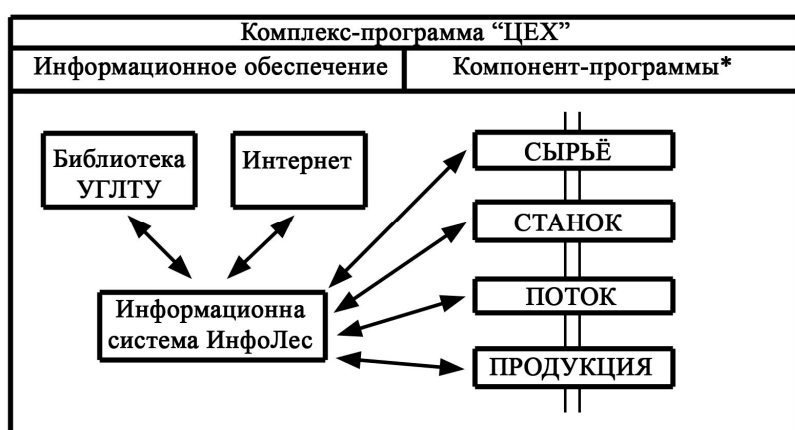 Комплекс-программа “ЦЕХ”
Информационное обеспечение
Компонент-программы*
Библиотека
УГЛТУ
Интернет
Информационна
система ИнфоЛес
СЫРЬЁ
СТАНОК
ПОТОК
ПРОДУКЦИЯ